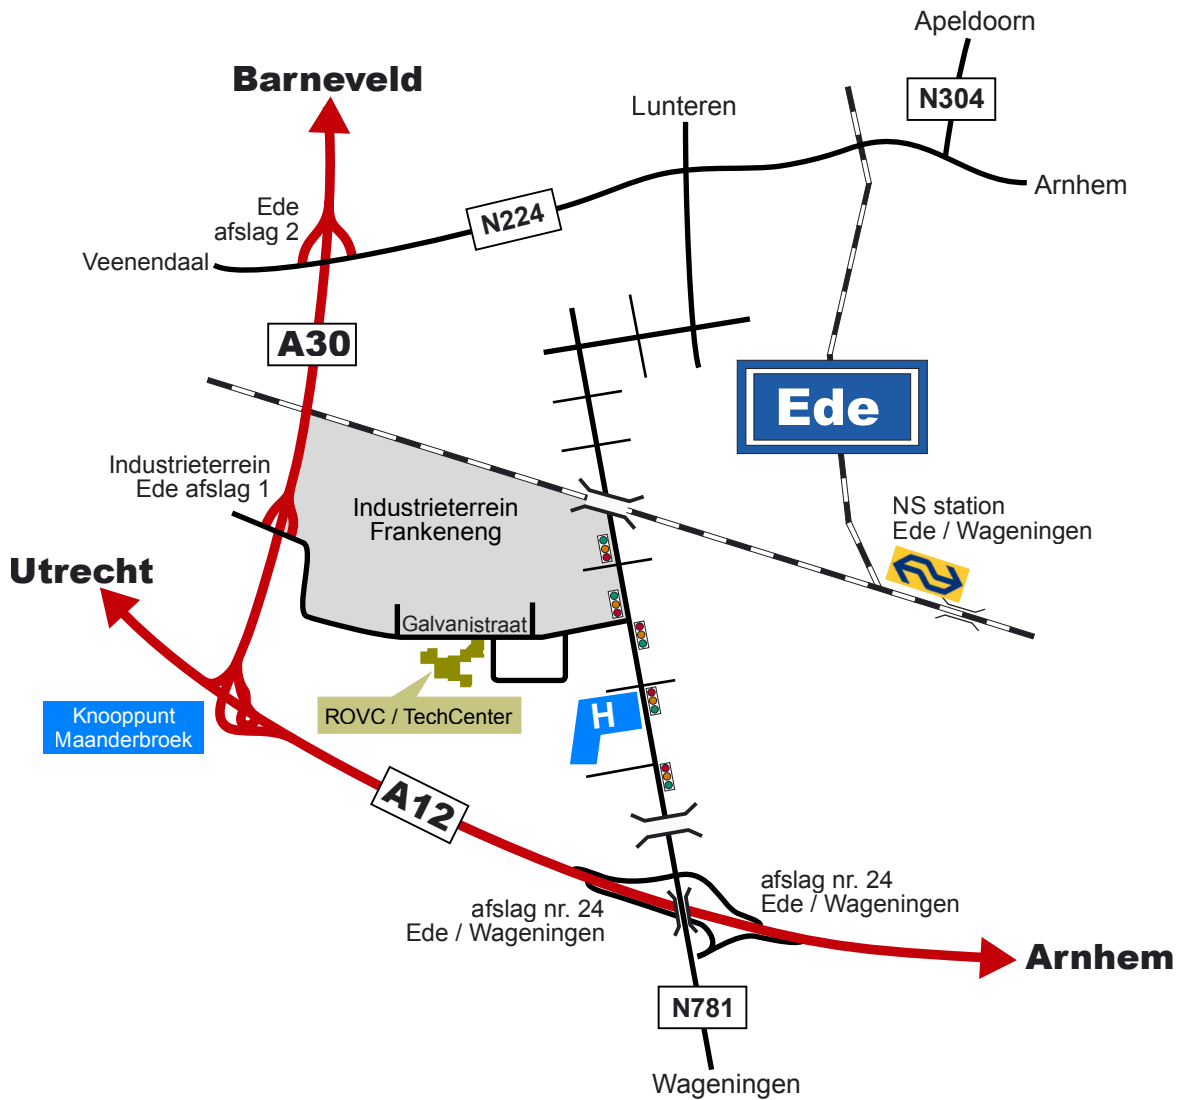 Apeldoorn
Barneveld
N304
Lunteren
Arnhem
Ede
afslag 2
N224
Veenendaal
A30
Ede
Industrieterrein
Ede afslag 1
Industrieterrein
Frankeneng
NS station
Ede / Wageningen
Utrecht
Galvanistraat
Knooppunt
Maanderbroek
ROVC / TechCenter
H
A12
afslag nr. 24
Ede / Wageningen
afslag nr. 24
Ede / Wageningen
Arnhem
N781
Wageningen